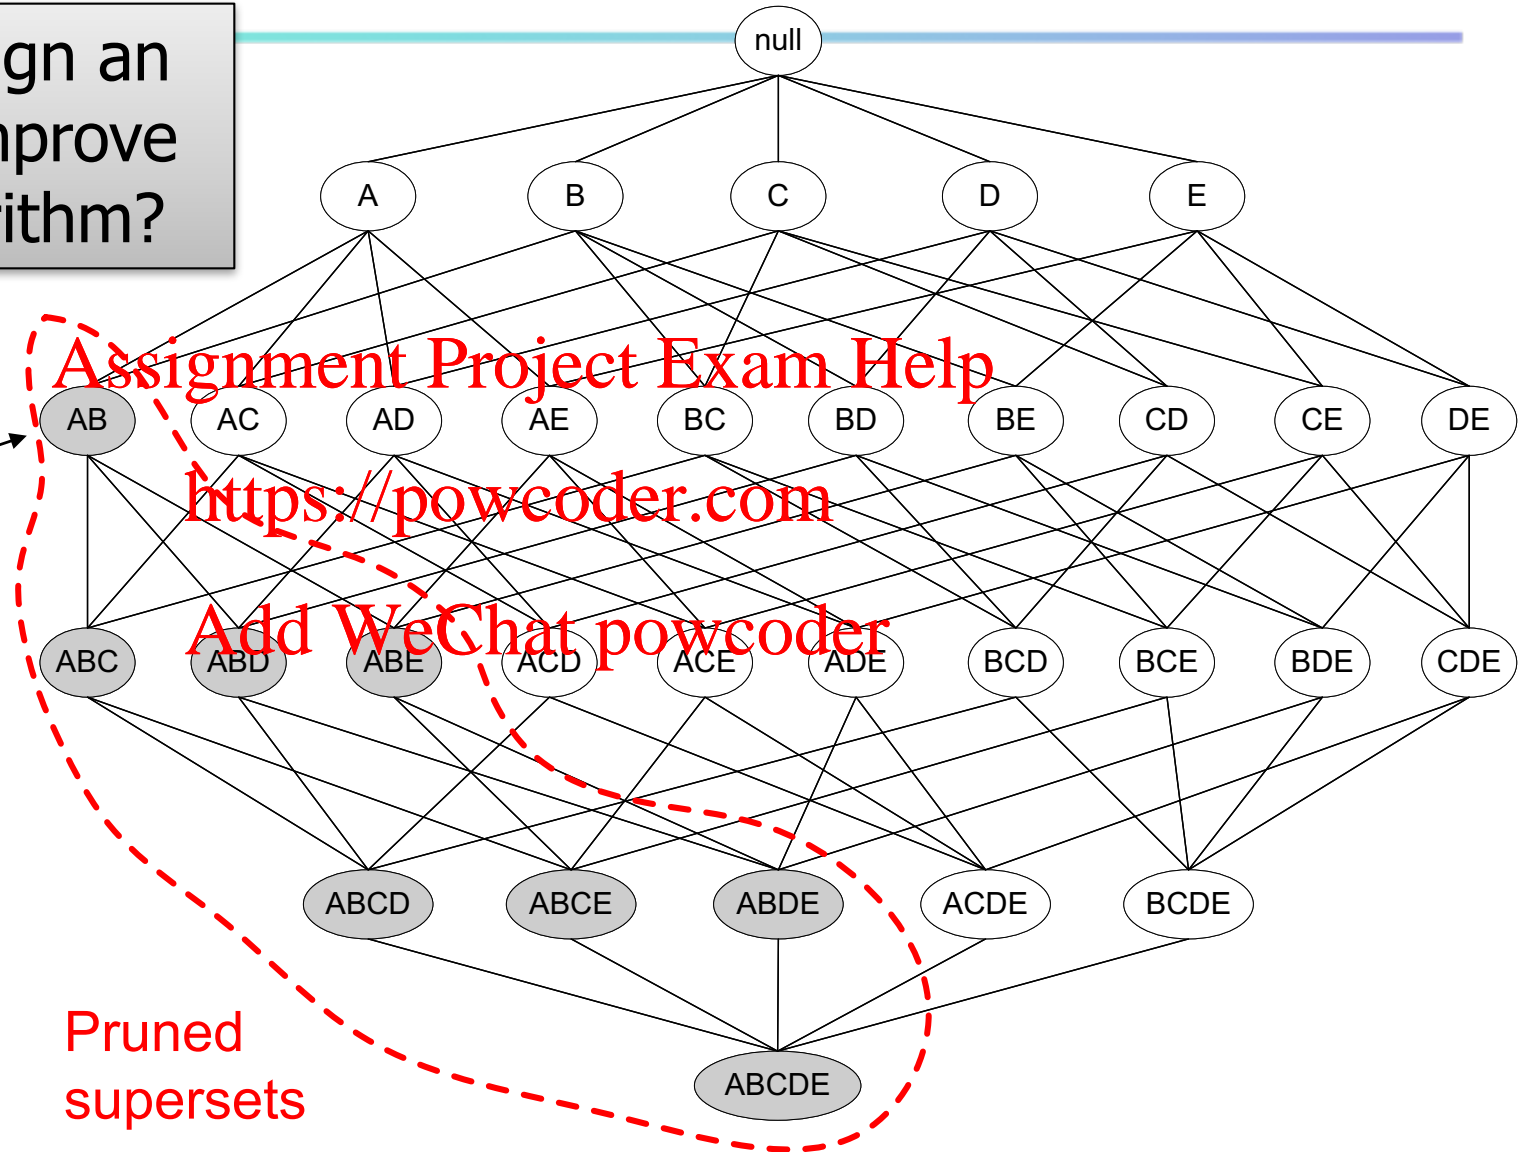 gn an
prove
rithm?
null
A B C D E
Assignment Project Exam Help
AB AC AD AE BC BD BE CD CE DE
https://powcoder.com
Add WeChat powcoder
ABC ABD ABE ACD ACE ADE BCD BCE BDE CDE
ABCD ABCE ABDE ACDE BCDE
Pruned
supersets
ABCDE